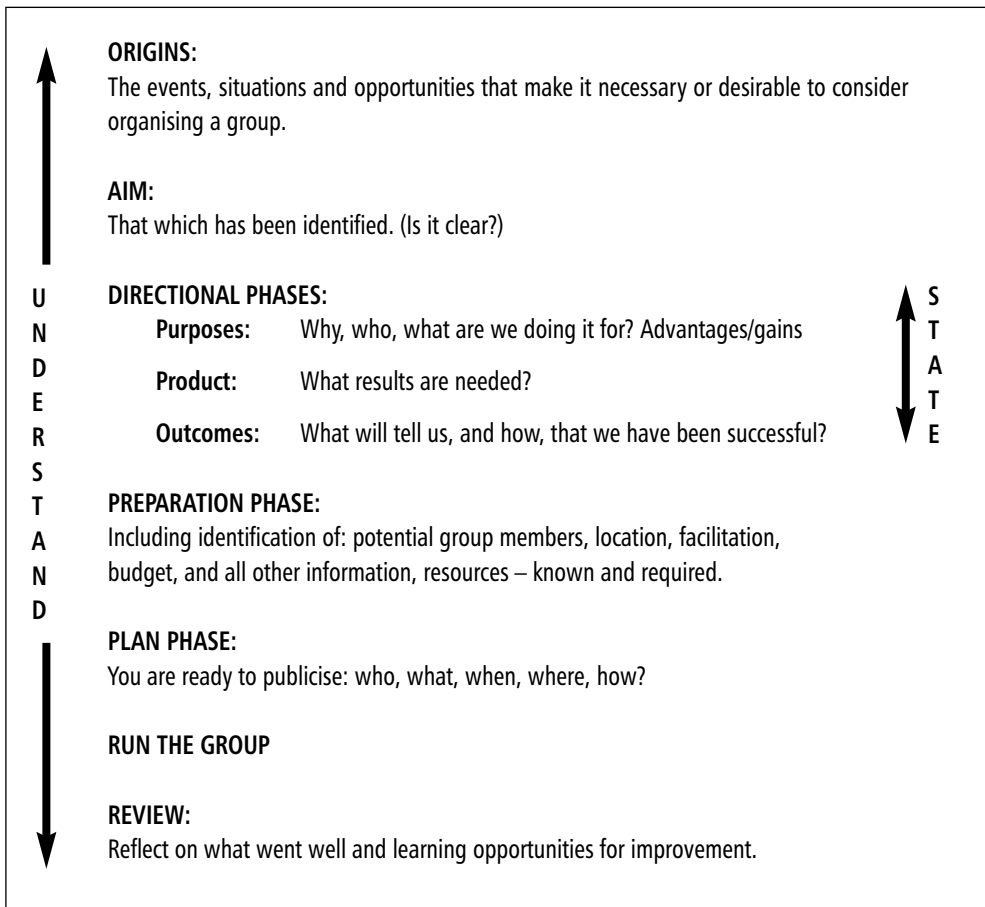 ORIGINS:
The events, situations and opportunities that make it necessary or desirable to consider
organising a group.
AIM:
That which has been identified. (Is it clear?)
UNDERSTAND
DIRECTIONAL PHASES:
Purposes: Why, who, what are we doing it for? Advantages/gains
Product: What results are needed?
Outcomes: What will tell us, and how, that we have been successful?
STATE
PREPARATION PHASE:
Including identification of: potential group members, location, facilitation,
budget, and all other information, resources – known and required.
PLAN PHASE:
You are ready to publicise: who, what, when, where, how?
RUN THE GROUP
REVIEW:
Reflect on what went well and learning opportunities for improvement.